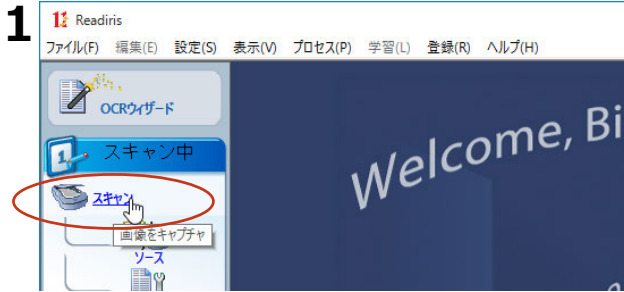 1
Readiris
ファイル(F) 編集(E) 設定(S) 表示(V) プロセス(P) 学習(L) 登録(R) ヘルプ(H)
OCRウィザード
1 スキャン中
スキャン
画像をキャプチャ
ソース
Welcome, Bi